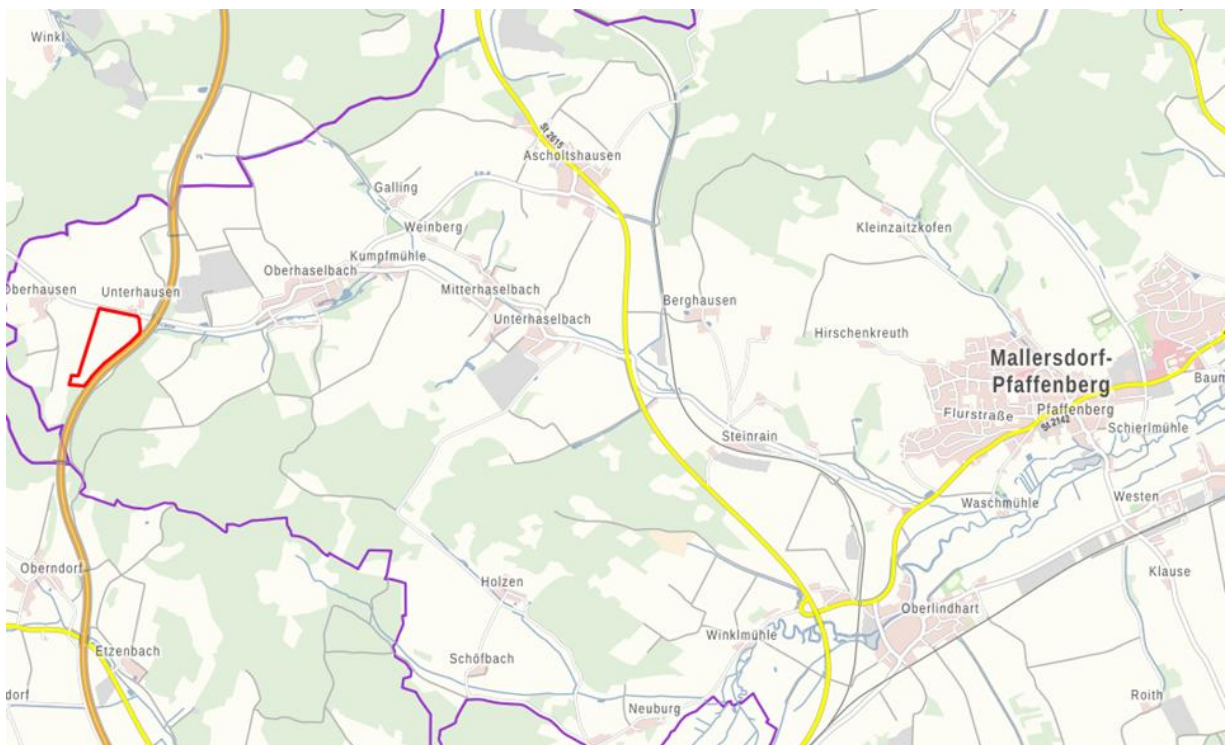 Winkl
St 2615
Ascholtshausen
Galling
Weinberg
Kleinzaitzkofen
Kumpfmühle
Oberhaselbach
Oberhausen
Unterhausen
Mitterhaselbach
Berghausen
Unterhaselbach
Hirschenkreuth
Mallersdorf-
Pfaffenberg
Baum
Flurstraße
Pfaffenberg
St 2142
Schierlmühle
Steinrain
Waschmühle
Westen
Oberndorf
Holzen
Klause
Oberlindhart
Winklmühle
Etzenbach
Schöfbach
dorf
Neuburg
Roith